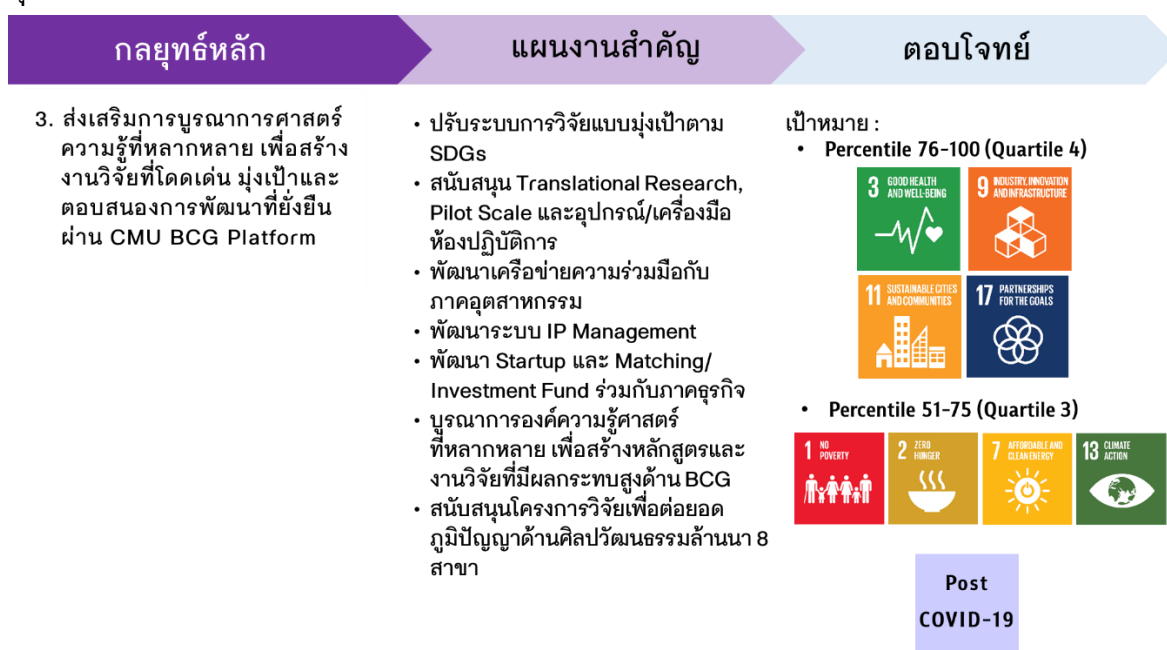 กลยุทธ์หลัก
แผนงานสำคัญ
ตอบโจทย์
3. ส่งเสริมการบูรณาการศาสตร์
ความรู้ที่หลากหลาย เพื่อสร้าง
งานวิจัยที่โดดเด่น มุ่งเป้าและ
ตอบสนองการพัฒนาที่ยั่งยืน
ผ่าน CMU BCG Platform
• ปรับระบบการวิจัยแบบมุ่งเป้าตาม
SDGs
• สนับสนุน Translational Research,
Pilot Scale และอุปกรณ์/เครื่องมือ
ห้องปฏิบัติการ
• พัฒนาเครือข่ายความร่วมมือกับ
ภาคอุตสาหกรรม
• พัฒนาระบบ IP Management
• พัฒนา Startup และ Matching/
Investment Fund ร่วมกับภาคธุรกิจ
• บูรณาการองค์ความรู้ศาสตร์
ที่หลากหลาย เพื่อสร้างหลักสูตรและ
งานวิจัยที่มีผลกระทบสูงด้าน BCG
• สนับสนุนโครงการวิจัยเพื่อต่อยอด
ภูมิปัญญาด้านศิลปวัฒนธรรมล้านนา 8
สาขา
เป้าหมาย :
• Percentile 76-100 (Quartile 4)
3 GOOD HEALTH
AND WELL-BEING
9 INDUSTRY, INNOVATION
AND INFRASTRUCTURE
11 SUSTAINABLE CITIES
AND COMMUNITIES
17 PARTNERSHIPS
FOR THE GOALS
• Percentile 51-75 (Quartile 3)
1 NO
POVERTY
2 ZERO
HUNGER
7 AFFORDABLE AND
CLEAN ENERGY
13 CLIMATE
ACTION
Post
COVID-19